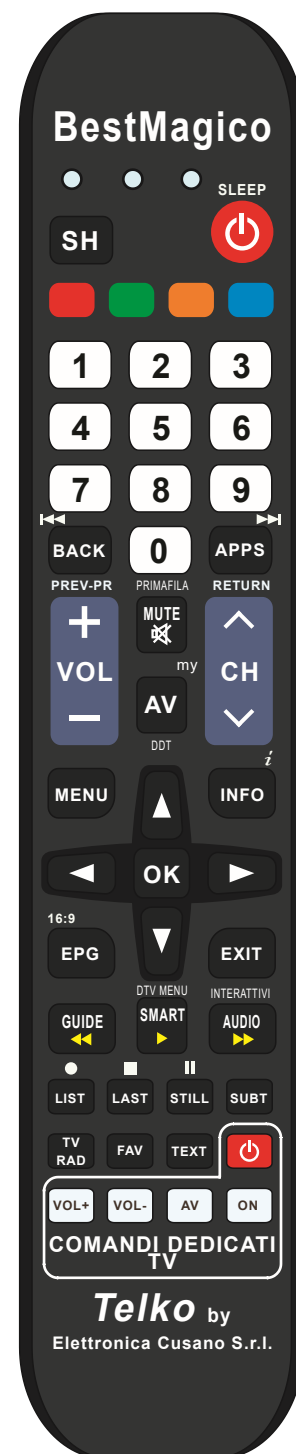 BestMagico
SLEEP
SH
1 2 3
4 5 6
7 8 9
BACK 0 APPS
PREV-PR PRIMAFILA RETURN
MUTE
VOL CH
my
AV
DDT
i
MENU INFO
OK
16:9
EPG EXIT
DTV MENU INTERATTIVI
GUIDE SMART AUDIO
LIST LAST STILL SUBT
TV
RAD FAV TEXT
VOL+ VOL- AV ON
COMANDI DEDICATI
TV
Telko by
Elettronica Cusano S.r.l.